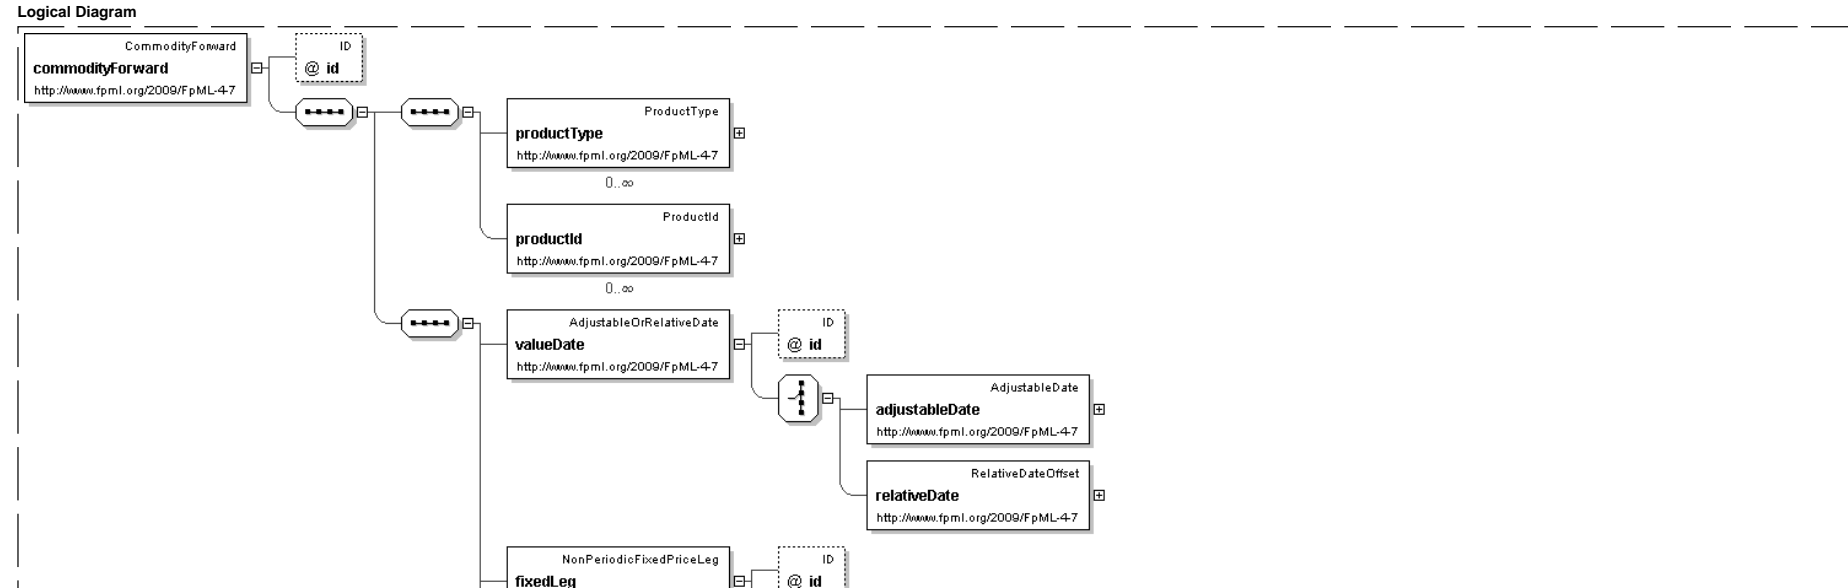 Logical Diagram
CommodityForward
commodityForward
http://www.fpml.org/2009/FpML-4-7
ID
@ id
ProductType
productType
http://www.fpml.org/2009/FpML-4-7
0..∞
ProductId
productId
http://www.fpml.org/2009/FpML-4-7
0..∞
AdjustableOrRelativeDate
valueDate
http://www.fpml.org/2009/FpML-4-7
ID
@ id
AdjustableDate
adjustableDate
http://www.fpml.org/2009/FpML-4-7
RelativeDateOffset
relativeDate
http://www.fpml.org/2009/FpML-4-7
NonPeriodicFixedPriceLeg
fixedLeg
ID
@ id